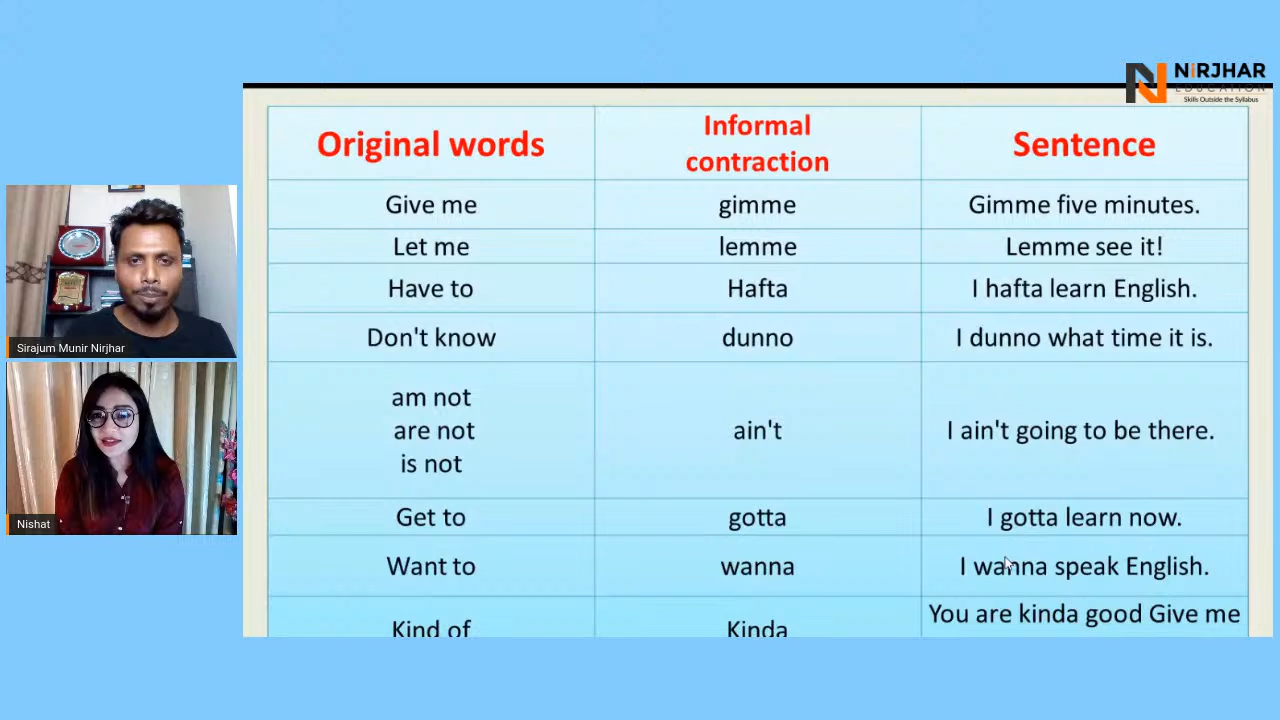 NiRJHAR
EDUCATION
Skills Outside the Syllabus
Original words
Informal
contraction
Sentence
Give me
gimme
Gimme five minutes.
Let me
lemme
Lemme see it!
Have to
Hafta
I hafta learn English.
Don't know
dunno
I dunno what time it is.
am not
are not
is not
ain't
I ain't going to be there.
Get to
gotta
I gotta learn now.
Want to
wanna
I wanna speak English.
Kind of
Kinda
You are kinda good Give me
Sirajum Munir Nirjhar
Nishat